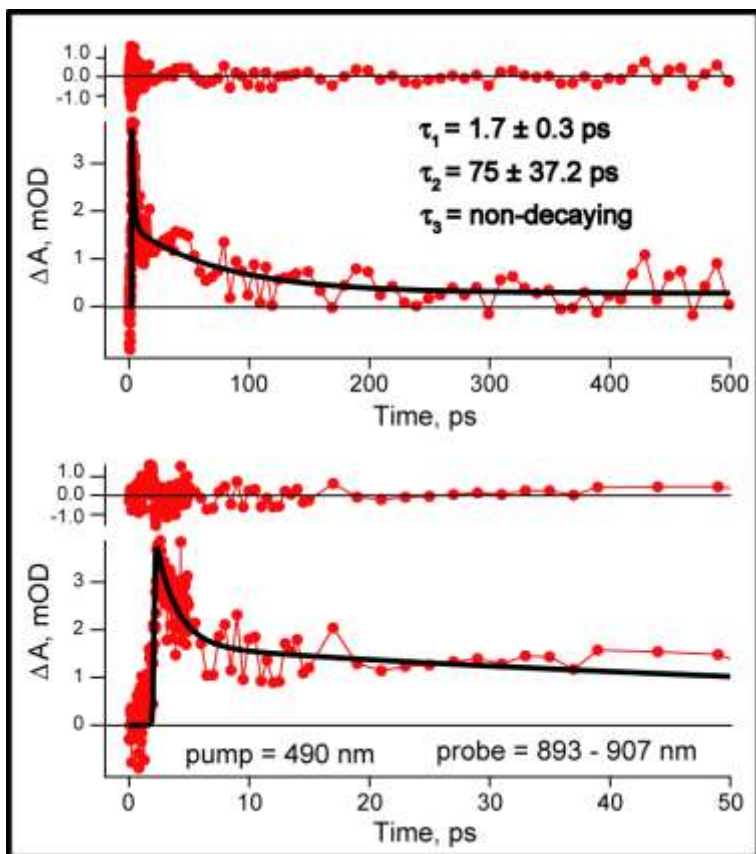 1.0
0.0
-1.0
τ1 = 1.7 ± 0.3 ps
τ2 = 75 ± 37.2 ps
τ3 = non-decaying
ΔA, mOD
3
2
1
0
0 100 200 300 400 500
Time, ps
1.0
0.0
-1.0
ΔA, mOD
3
2
1
0
pump = 490 nm probe = 893 - 907 nm
0 10 20 30 40 50
Time, ps